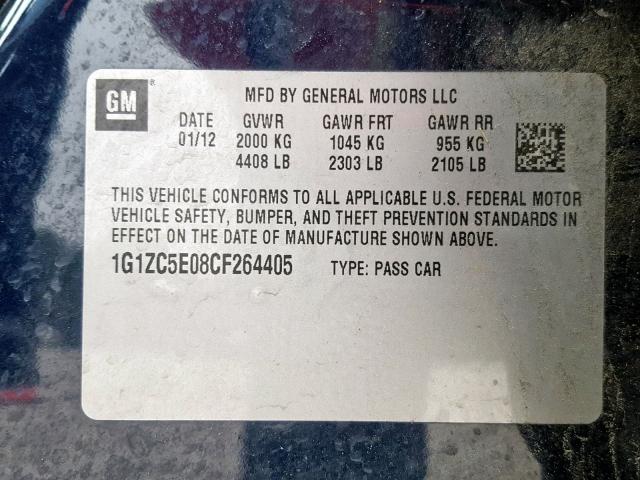 GM® MFD BY GENERAL MOTORS LLC
DATE GVWR GAWR FRT GAWR RR
01/12 2000 KG 1045 KG 955 KG
4408 LB 2303 LB 2105 LB
THIS VEHICLE CONFORMS TO ALL APPLICABLE U.S. FEDERAL MOTOR
VEHICLE SAFETY, BUMPER, AND THEFT PREVENTION STANDARDS IN
EFFECT ON THE DATE OF MANUFACTURE SHOWN ABOVE.
1G1ZC5E08CF264405 TYPE: PASS CAR